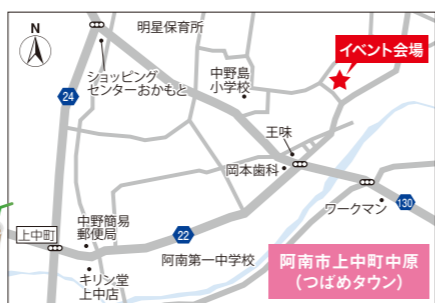 N
明星保育所
イベント会場
ショッピング
センターおかもと
中野島
小学校
24
王味
岡本歯科
ワークマン
130
中野簡易
郵便局
22
上中町
阿南第一中学校
キリン堂
上中店
阿南市上中町中原
(つばめタウン)